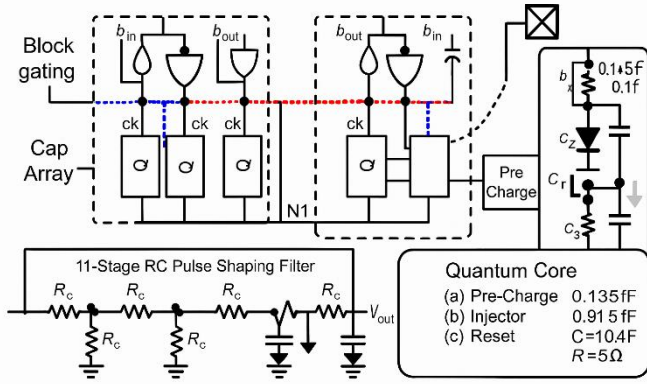 b_in
b_out
b_out
b_in
Block
gating
ck
ck
ck
ck
Q
Q
Q
Q
Cap
Array
N1
Pre
Charge
b_x
0.1∗5f
0.1f
C_Z
C_r
C_3
11-Stage RC Pulse Shaping Filter
R_c
R_c
R_c
R_c
V_out
R_c
R_c
Quantum Core
(a) Pre-Charge 0.135fF
(b) Injector 0.915fF
(c) Reset C=10.4F
R=5Ω